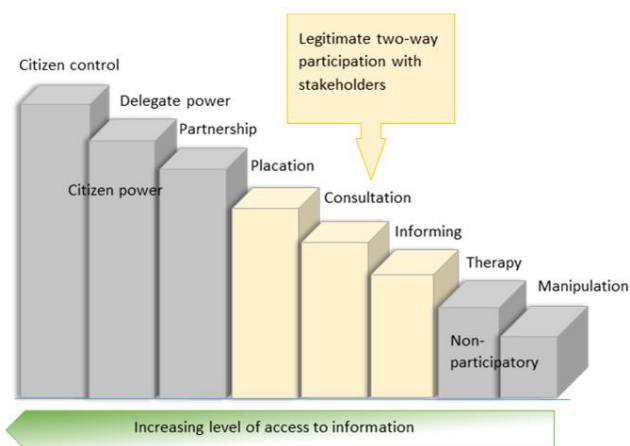 Legitimate two-way
participation with
stakeholders
Citizen control
Delegate power
Partnership
Placation
Consultation
Informing
Therapy
Manipulation
Citizen power
Non-
participatory
Increasing level of access to information